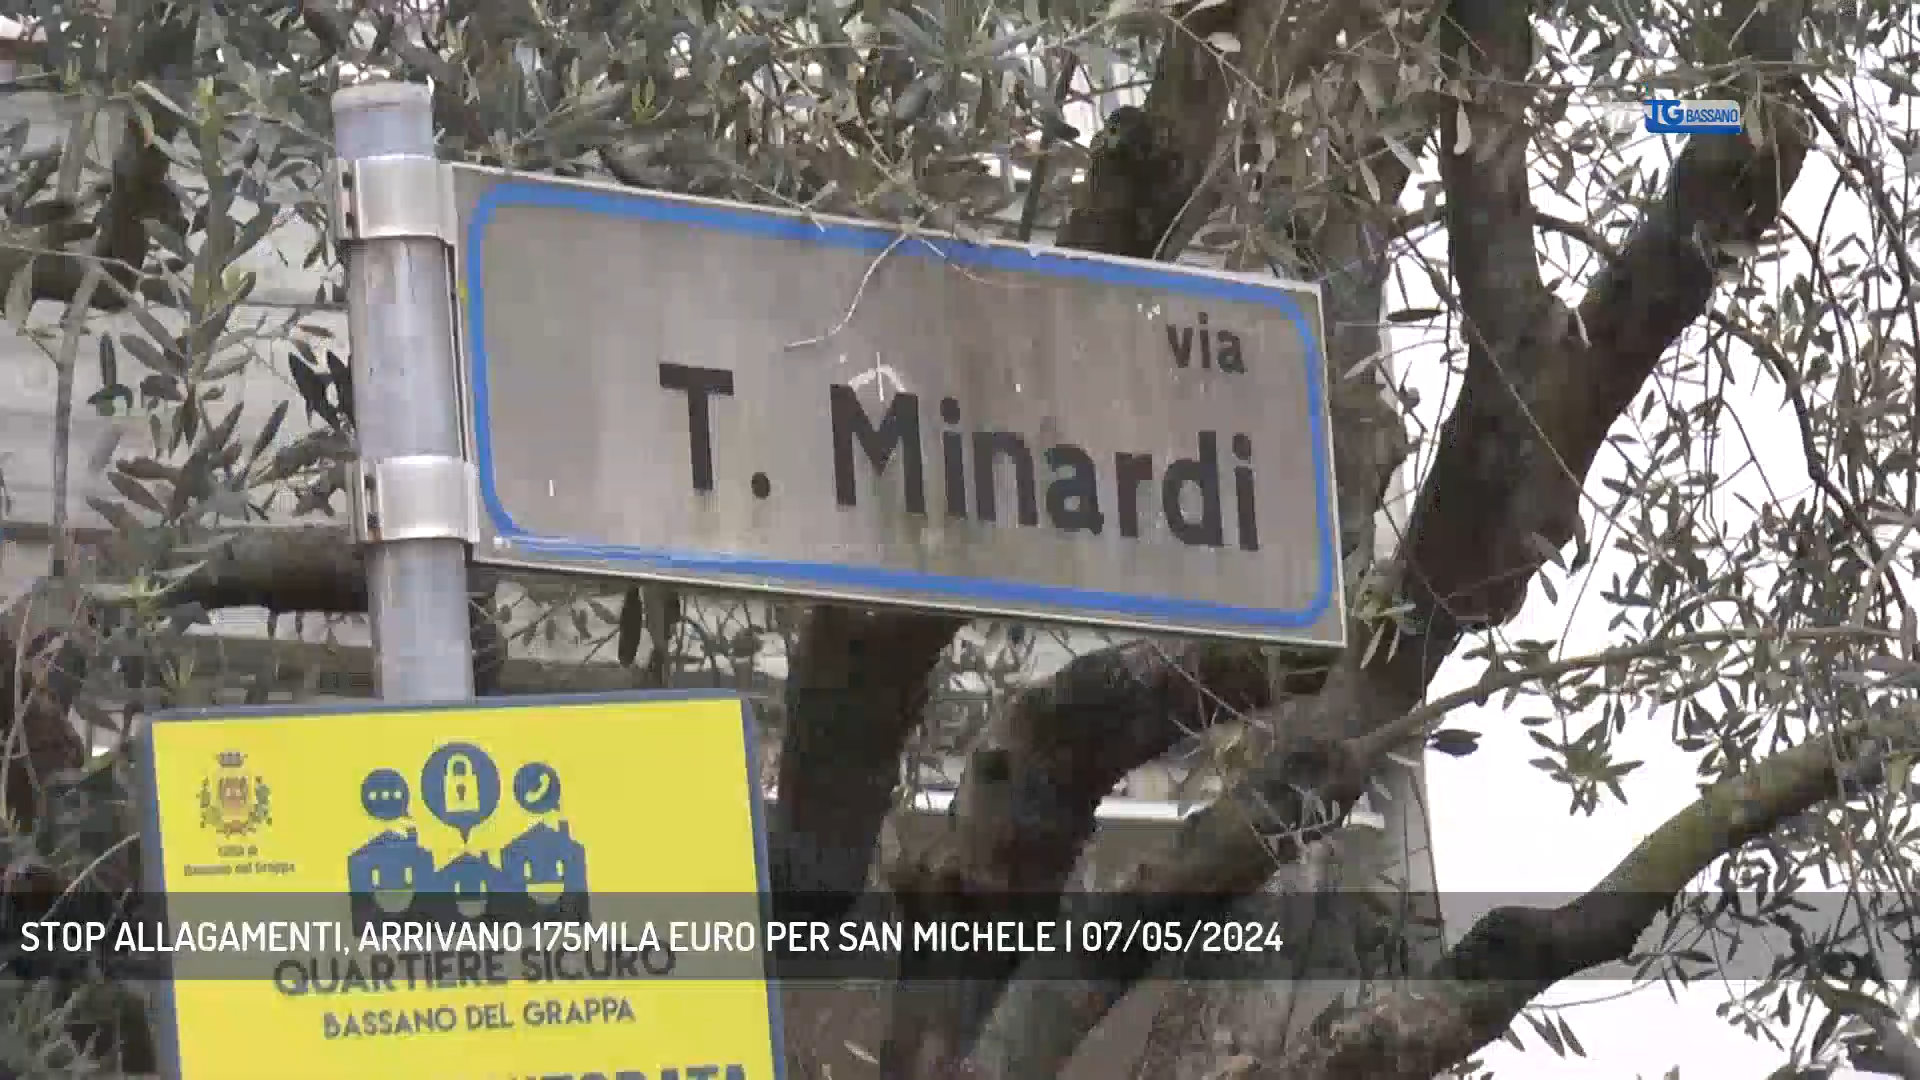 TG BASSANO
via
T. Minardi
Città di
Bassano del Grappa
STOP ALLAGAMENTI, ARRIVANO 175MILA EURO PER SAN MICHELE | 07/05/2024
QUARTIERE SICURO
BASSANO DEL GRAPPA